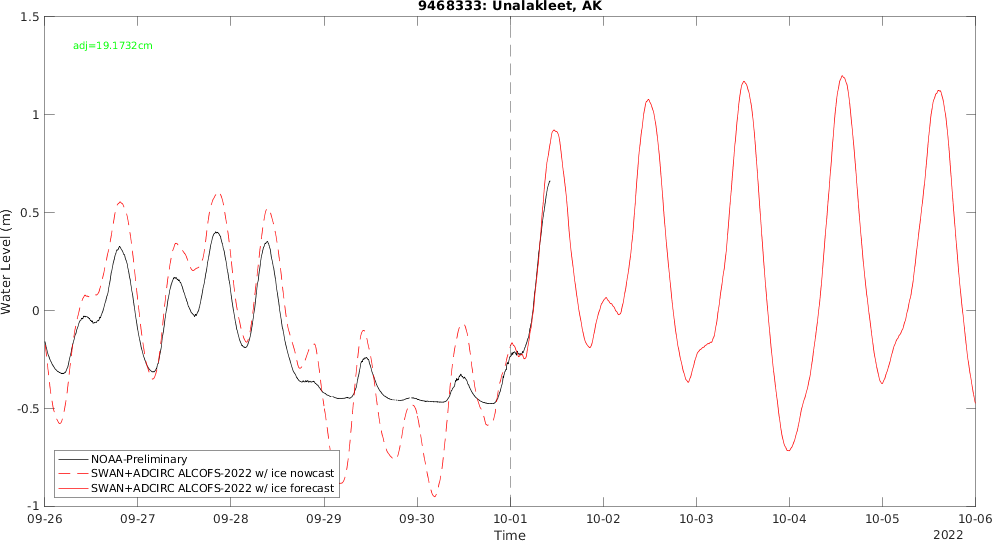 9468333: Unalakleet, AK
adj=19.1732cm
Water Level (m)
1.5
1
0.5
0
-0.5
-1
NOAA-Preliminary
SWAN+ADCIRC ALCOFS-2022 w/ ice nowcast
SWAN+ADCIRC ALCOFS-2022 w/ ice forecast
09-26 09-27 09-28 09-29 09-30 10-01 10-02 10-03 10-04 10-05 10-06
Time
2022